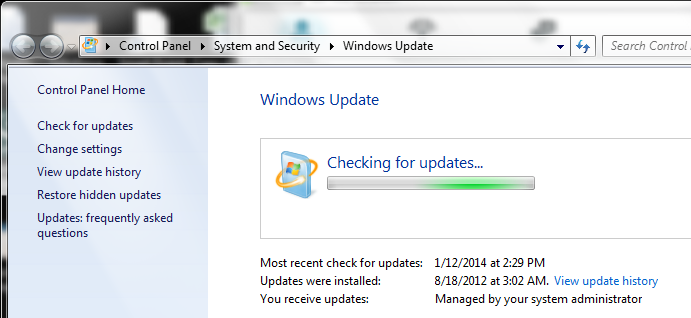 Control Panel ▸ System and Security ▸ Windows Update
Search Control
Control Panel Home
Check for updates
Change settings
View update history
Restore hidden updates
Updates: frequently asked
questions
Windows Update
Checking for updates...
Most recent check for updates: 1/12/2014 at 2:29 PM
Updates were installed: 8/18/2012 at 3:02 AM. View update history
You receive updates: Managed by your system administrator